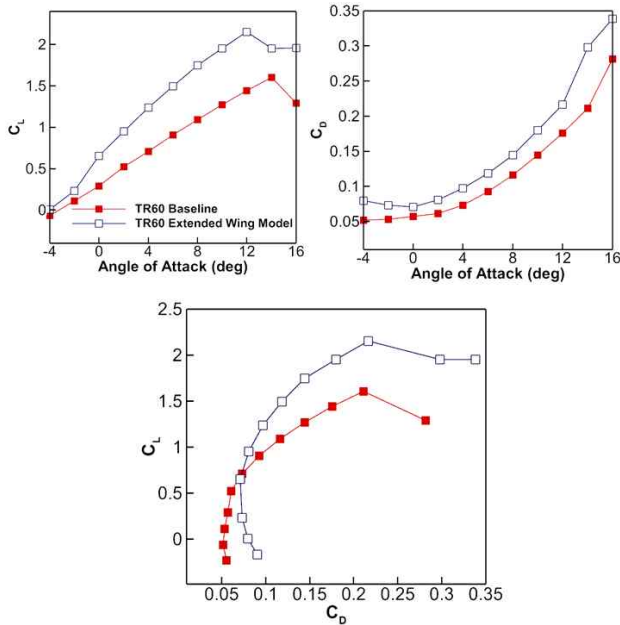 2
1.5
C_L
1
0.5
0
TR60 Baseline
TR60 Extended Wing Model
-4 0 4 8 12 16
Angle of Attack (deg)
0.35
0.3
0.25
C_D
0.2
0.15
0.1
0.05
-4 0 4 8 12 16
Angle of Attack (deg)
2.5
2
1.5
C_L
1
0.5
0
0.05 0.1 0.15 0.2 0.25 0.3 0.35
C_D